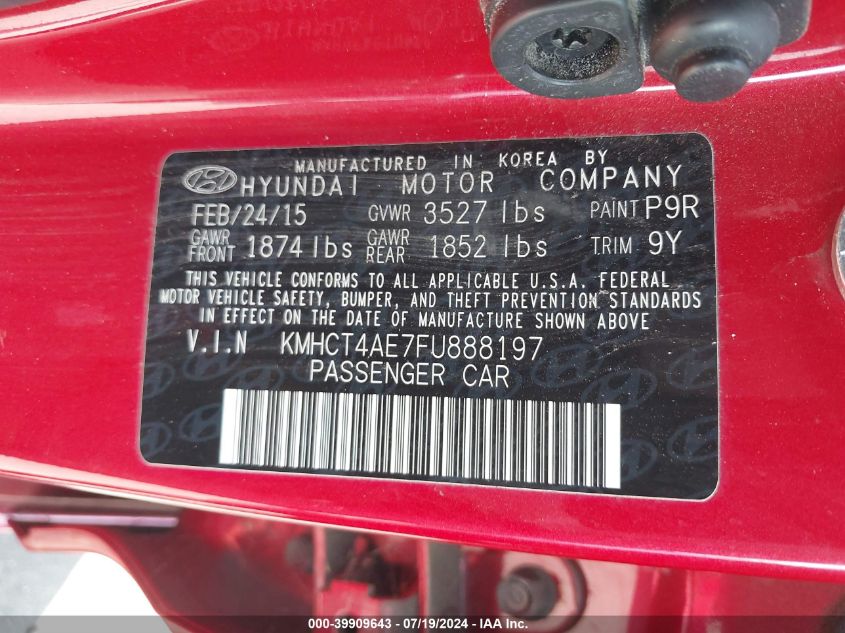 MANUFACTURED IN KOREA BY
HYUNDAI MOTOR COMPANY
FEB/24/15 GVWR 3527 lbs PAINT P9R
GAWR FRONT 1874 lbs GAWR REAR 1852 lbs TRIM 9Y
THIS VEHICLE CONFORMS TO ALL APPLICABLE U.S.A. FEDERAL
MOTOR VEHICLE SAFETY, BUMPER, AND THEFT PREVENTION STANDARDS
IN EFFECT ON THE DATE OF MANUFACTURE SHOWN ABOVE
V.I.N KMHCT4AE7FU888197
PASSENGER CAR
000-39909643 - 07/19/2024 - IAAI.com